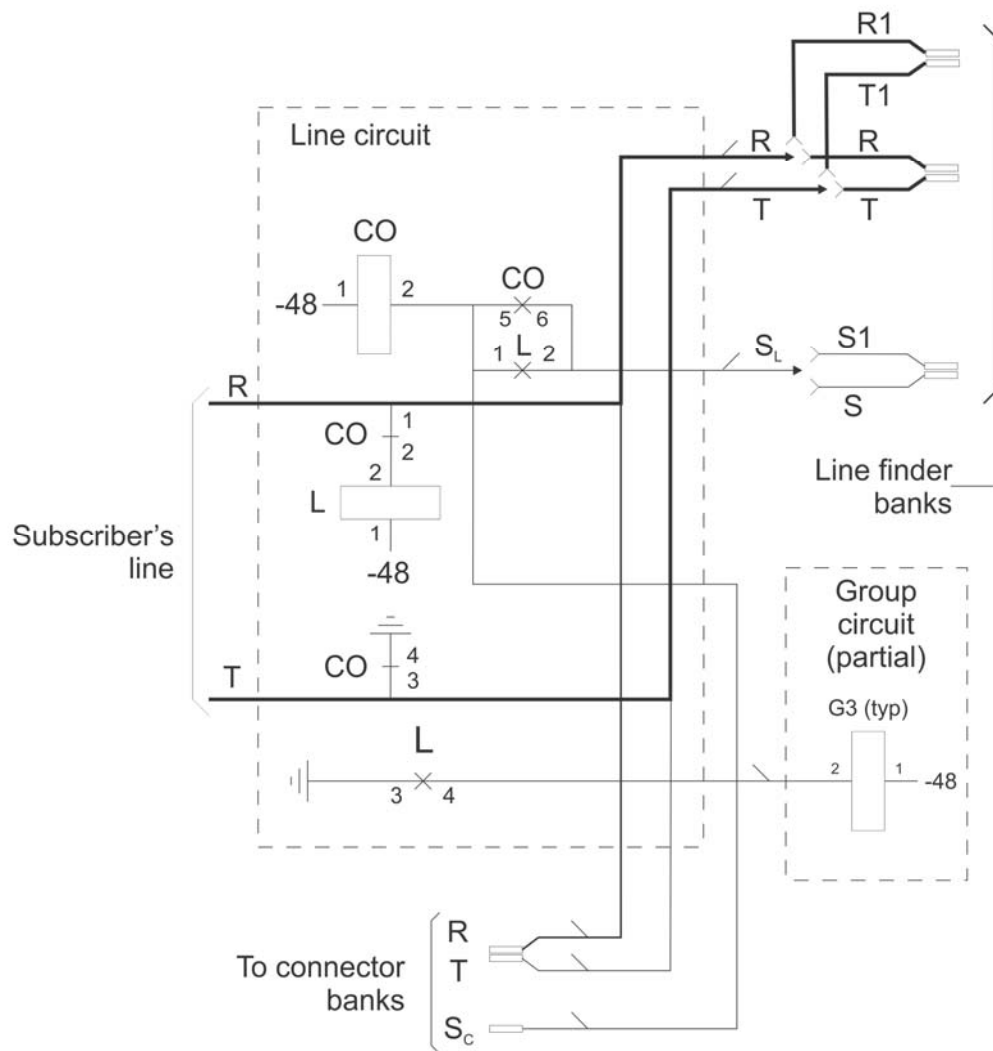 R1
T1
Line circuit
R
R
T
T
CO
-48
1
2
CO
5
6
1
L
2
S_L
S1
S
R
CO
1
2
2
L
1
-48
Line finder
banks
Subscriber's
line
CO
4
3
T
Group
circuit
(partial)
G3 (typ)
L
3
4
2
1
-48
To connector
banks
R
T
S_C